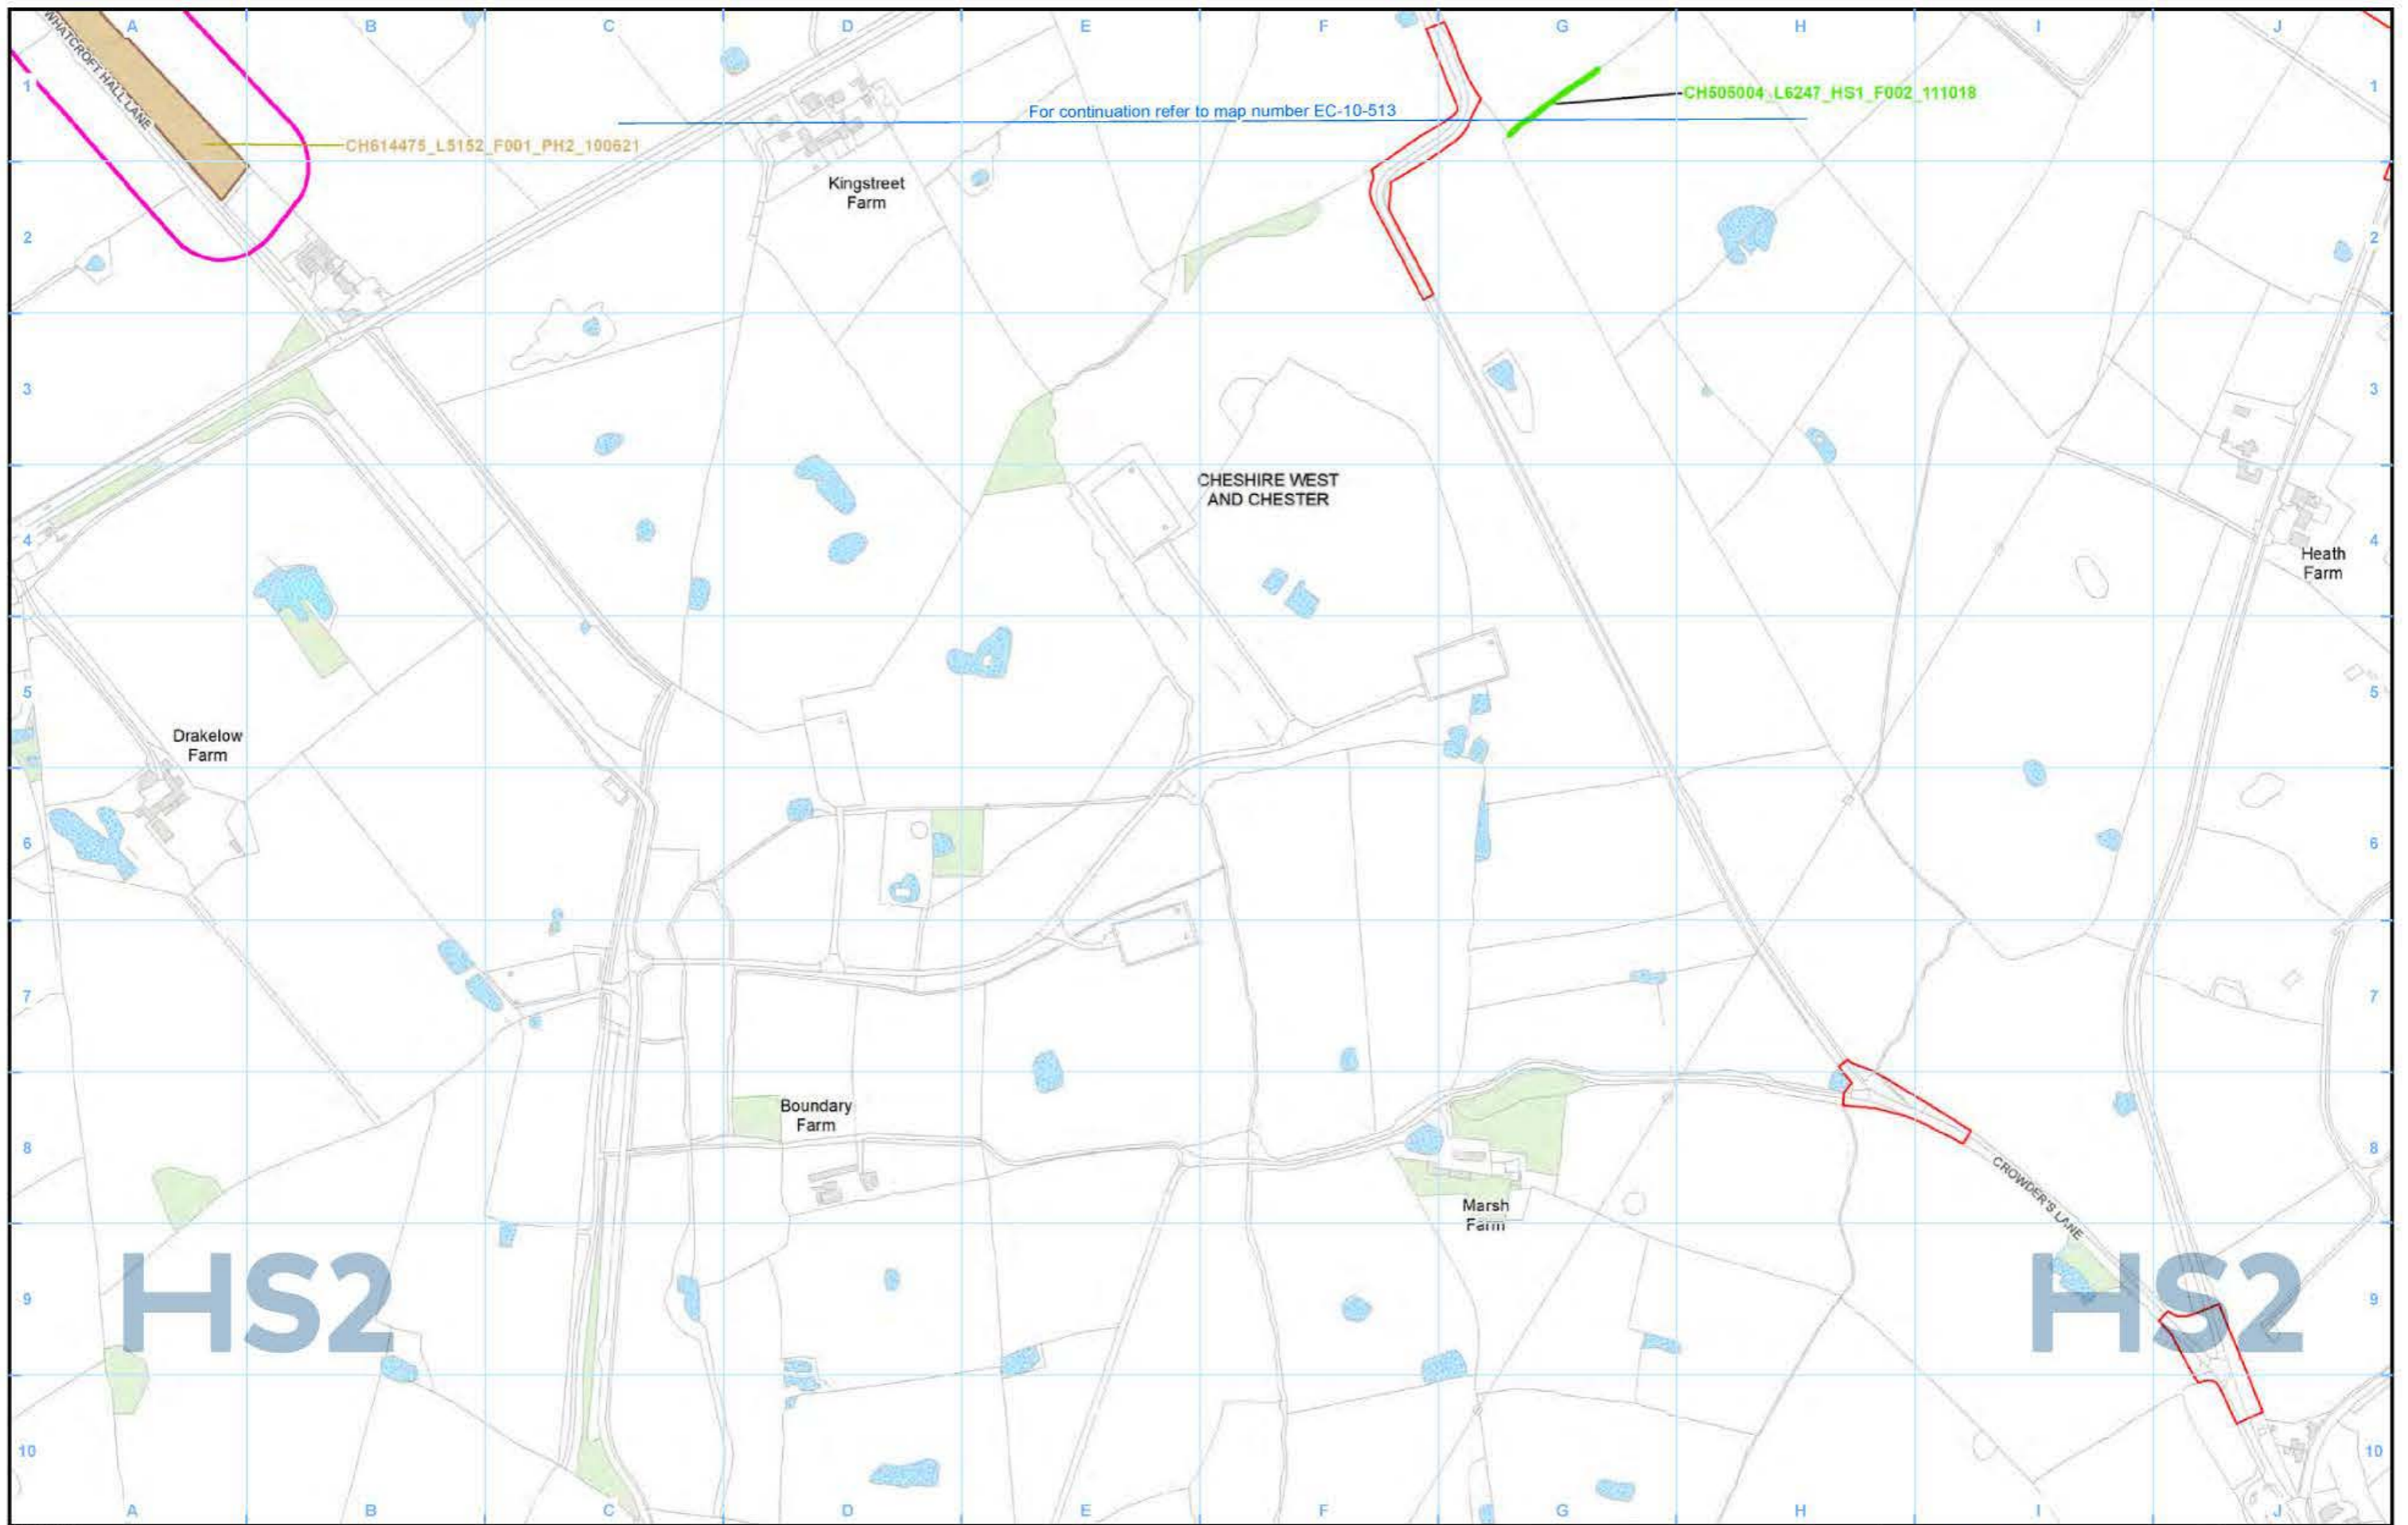 A B C D E F G H I J
WHATCROFT HALL LANE
1
CH505004_L6247_HS1_F002_111018
1
For continuation refer to map number EC-10-513
CH614475_L5152_F001_PH2_100621
Kingstreet
Farm
2
2
3
3
CHESHIRE WEST
AND CHESTER
4
4
Heath
Farm
5
5
Drakelow
Farm
6
6
7
7
Boundary
Farm
8
8
CROWDER'S LANE
Marsh
Farm
HS2
HS2
9
9
10
10
A B C D E F G H I J